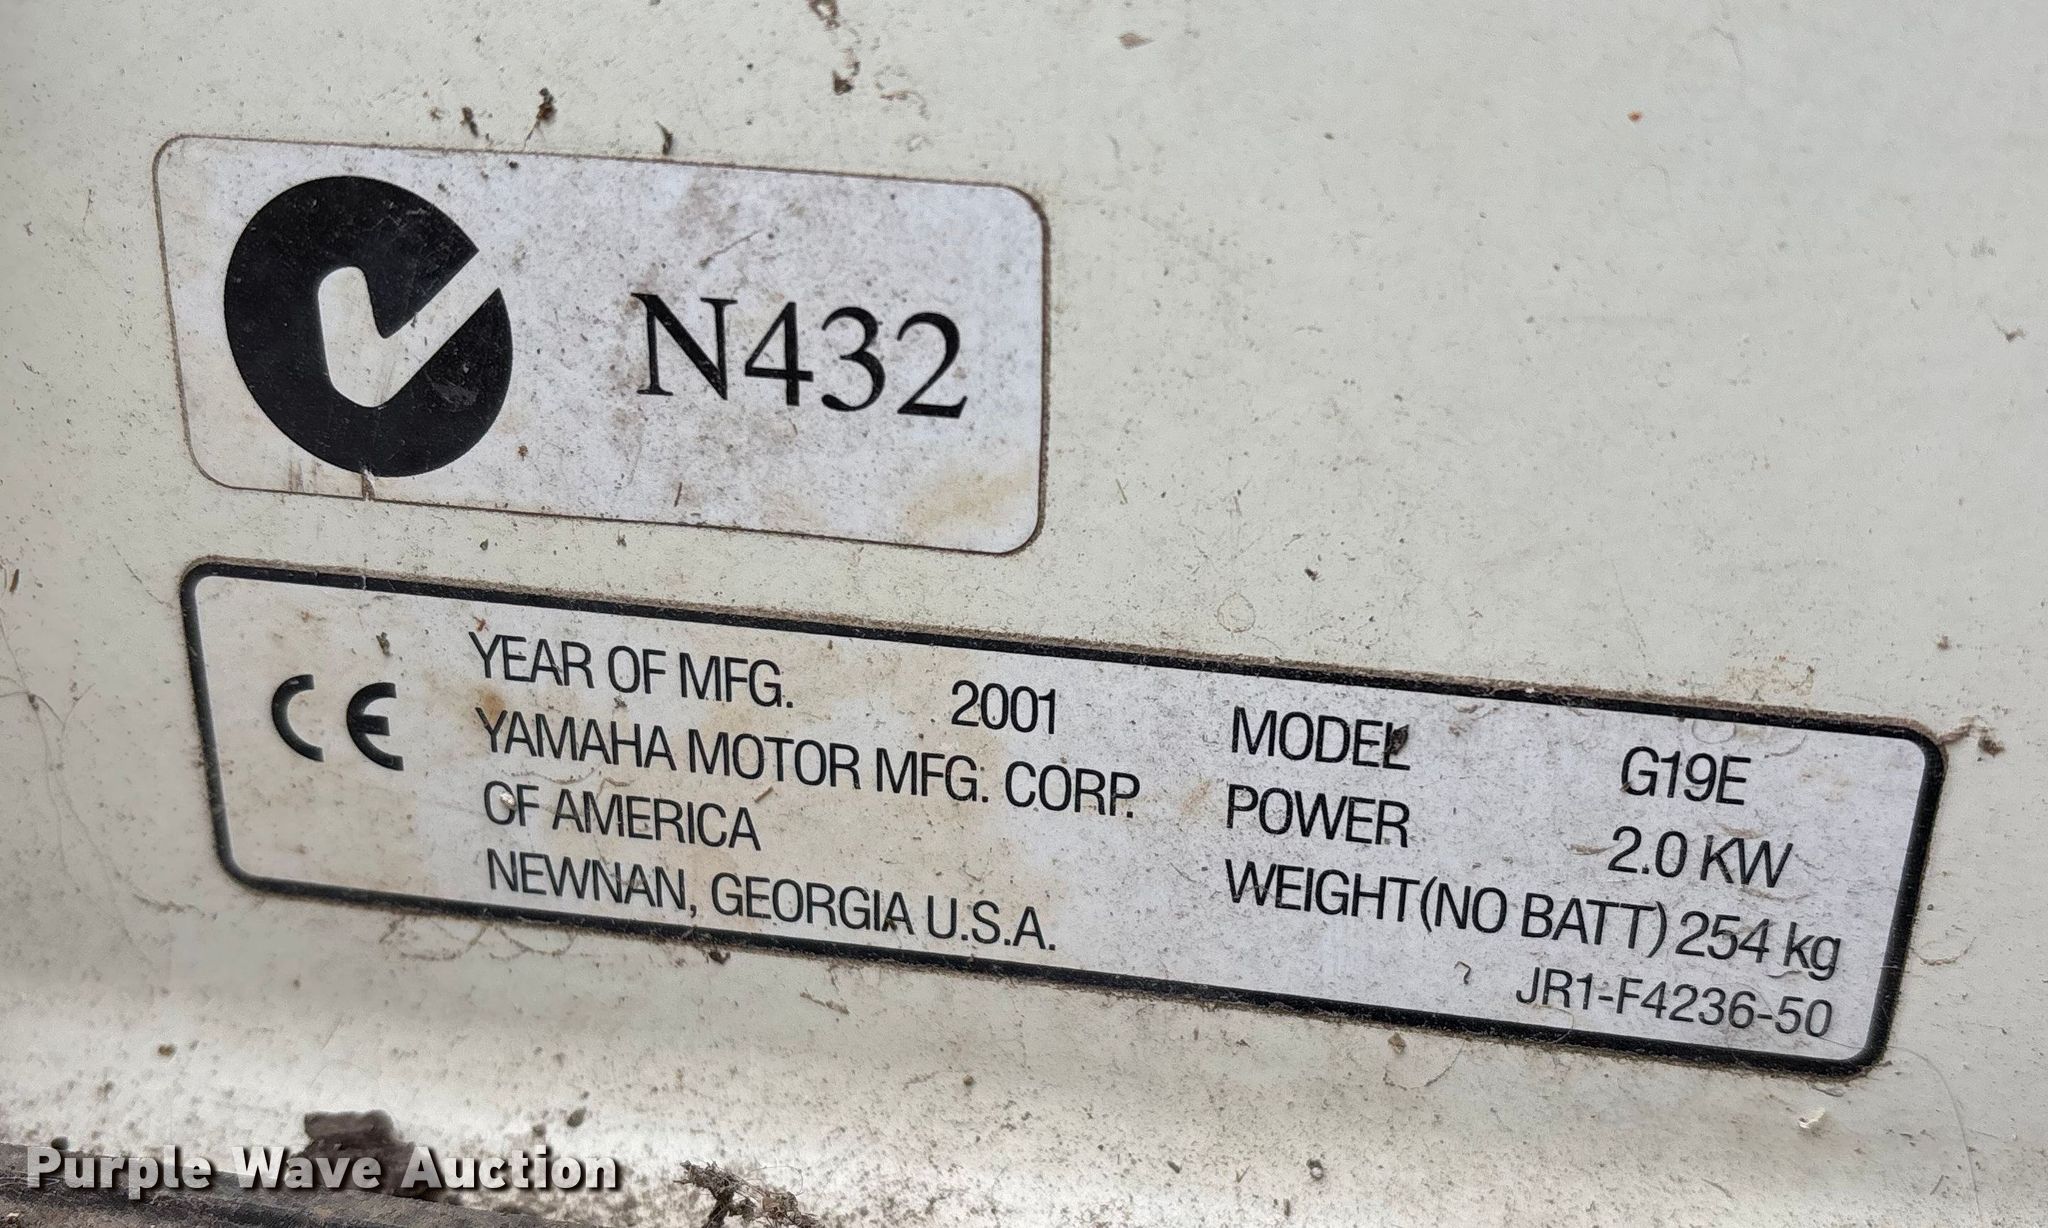 N432
CE
YEAR OF MFG. 2001
YAMAHA MOTOR MFG. CORP.
OF AMERICA
NEWNAN, GEORGIA U.S.A.
MODEL G19E
POWER 2.0 KW
WEIGHT(NO BATT) 254 kg
JR1-F4236-50
Purple Wave Auction